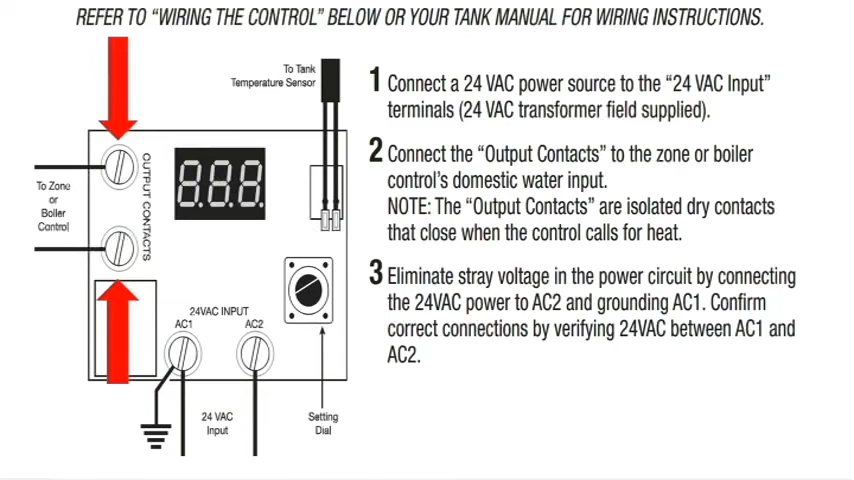 REFER TO “WIRING THE CONTROL” BELOW OR YOUR TANK MANUAL FOR WIRING INSTRUCTIONS.
To Tank
Temperature Sensor
OUTPUT CONTACTS
8.8.8.
To Zone
or
Boiler
Control
24VAC INPUT
AC1
AC2
24 VAC
Input
Setting
Dial
1 Connect a 24 VAC power source to the “24 VAC Input”
terminals (24 VAC transformer field supplied).
2 Connect the “Output Contacts” to the zone or boiler
control’s domestic water input.
NOTE: The “Output Contacts” are isolated dry contacts
that close when the control calls for heat.
3 Eliminate stray voltage in the power circuit by connecting
the 24VAC power to AC2 and grounding AC1. Confirm
correct connections by verifying 24VAC between AC1 and
AC2.